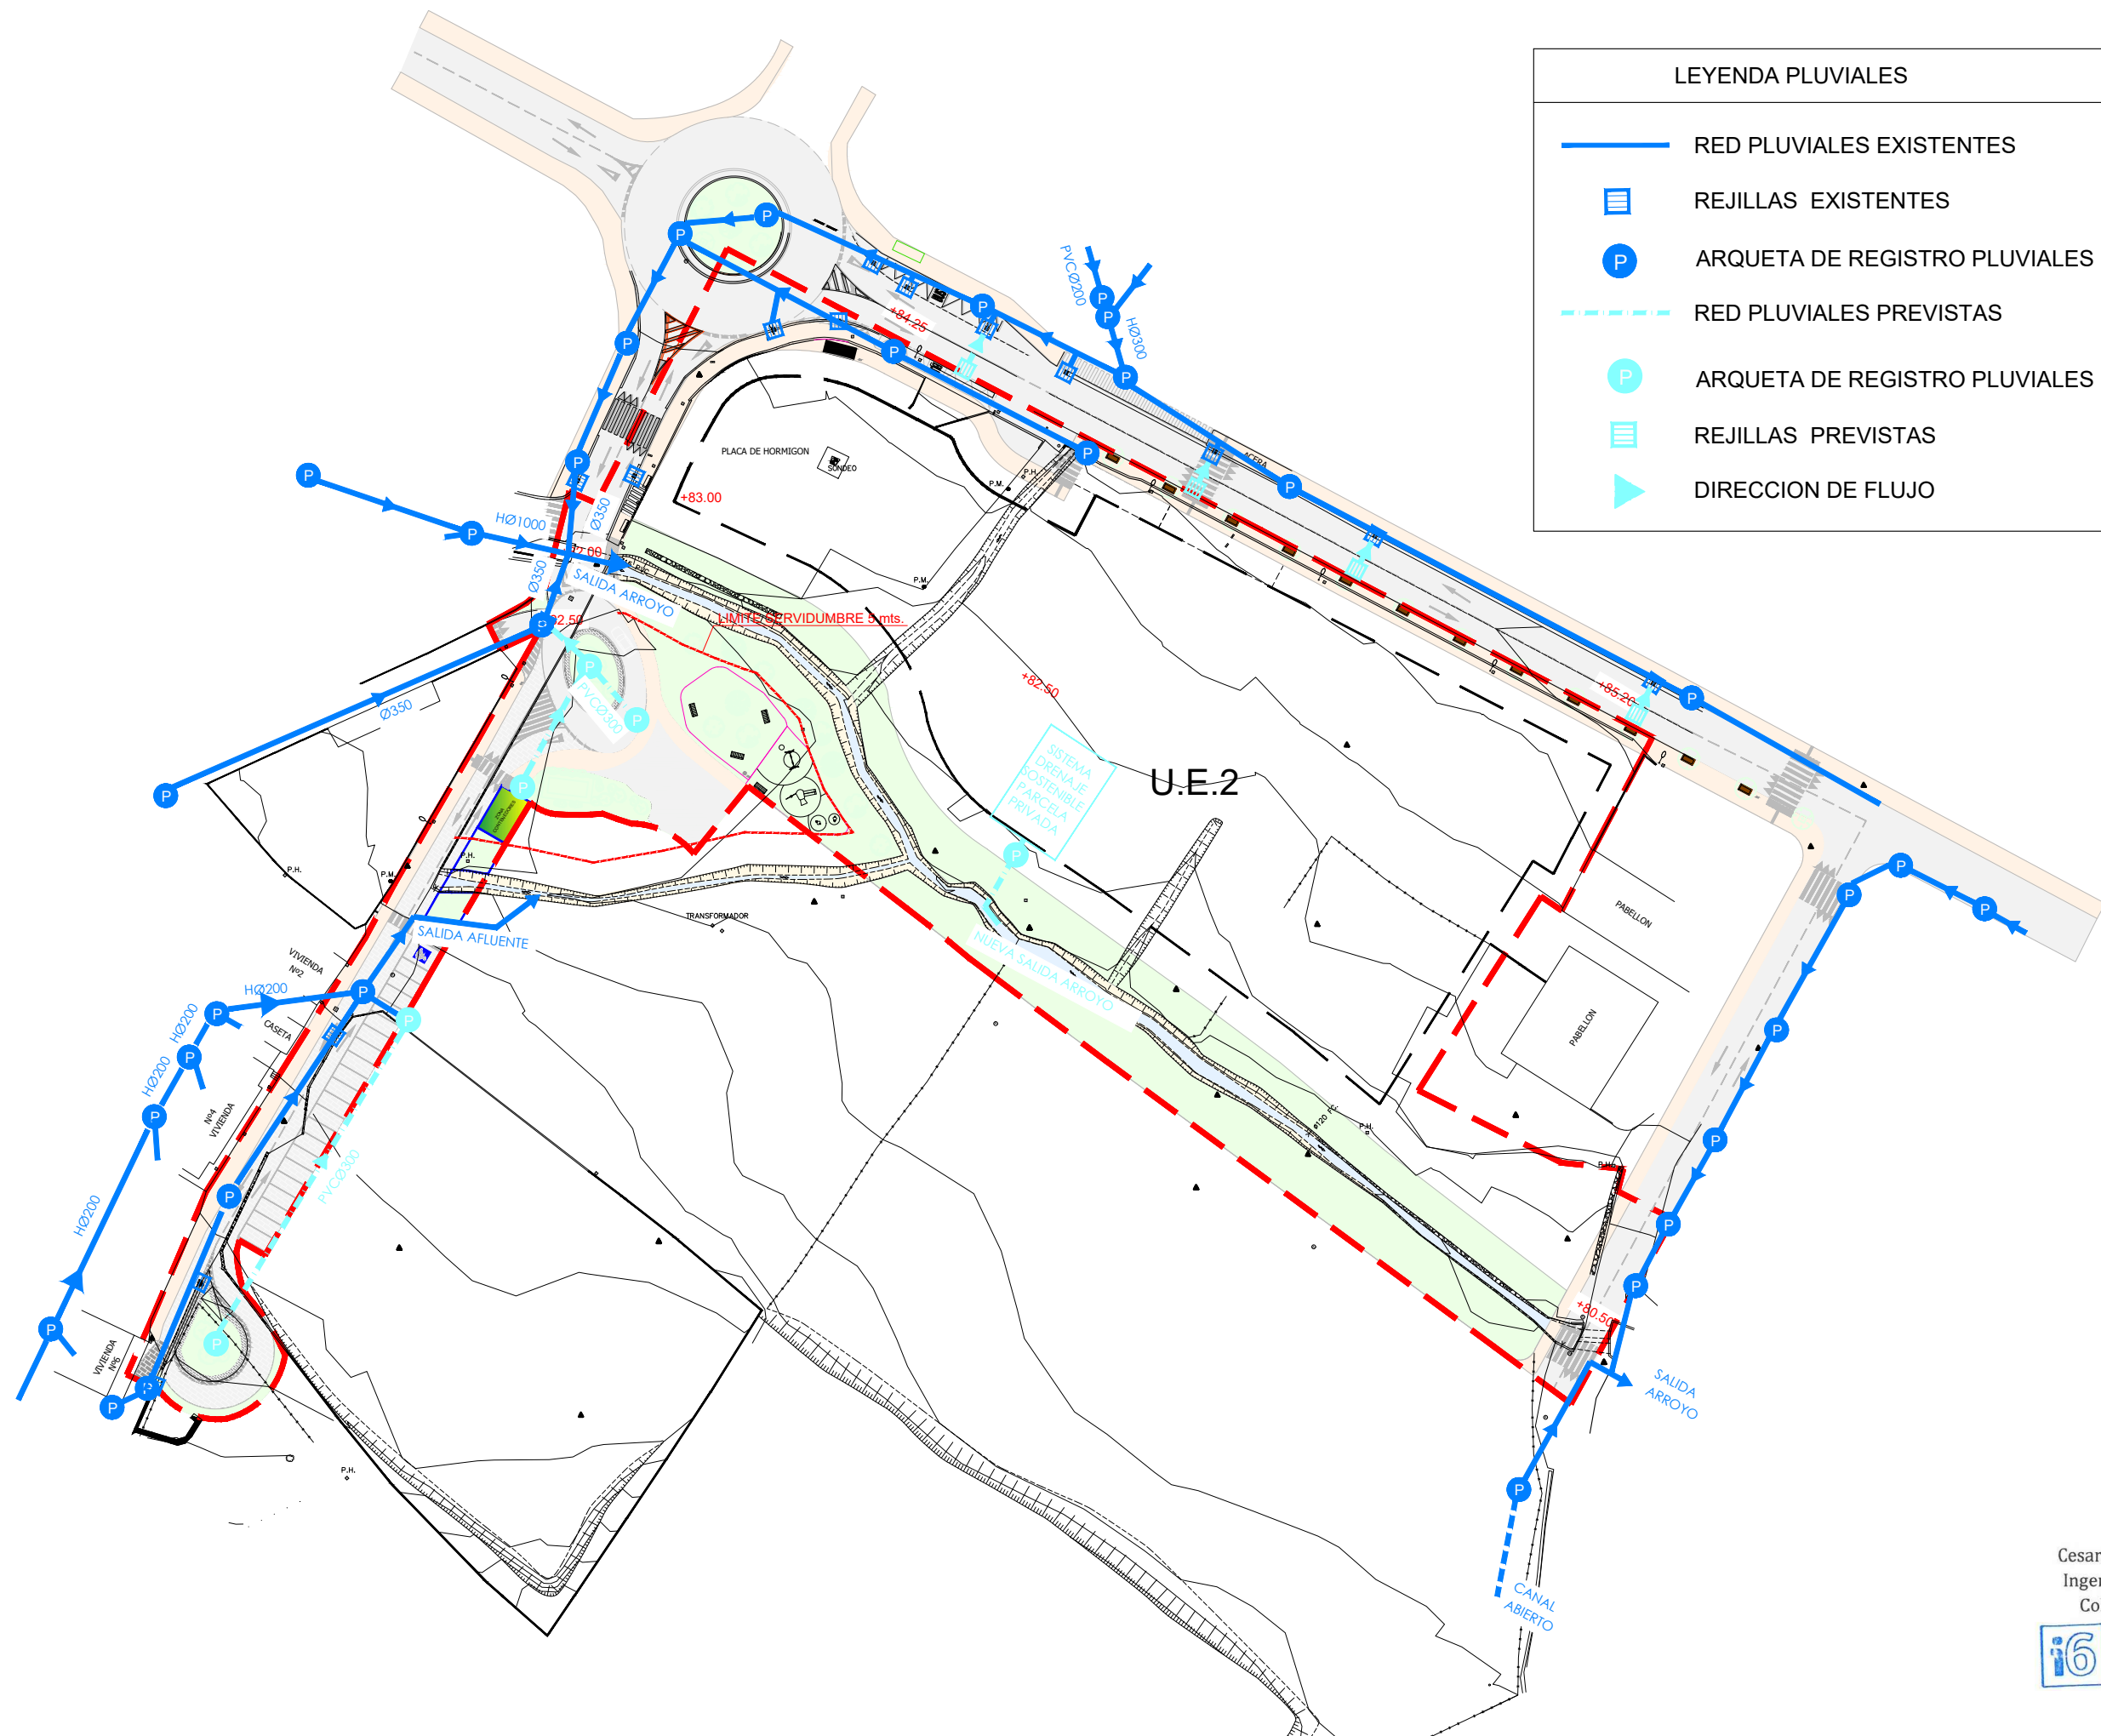 LEYENDA PLUVIALES
RED PLUVIALES EXISTENTES
REJILLAS EXISTENTES
P ARQUETA DE REGISTRO PLUVIALES
RED PLUVIALES PREVISTAS
P ARQUETA DE REGISTRO PLUVIALES
REJILLAS PREVISTAS
DIRECCION DE FLUJO
PVCØ200
HØ300
+84.25
PLACA DE HORMIGON
SONDEO
+83.00
P.H.
P.M.
ACERA
HØ1000
Ø350
Ø350
SALIDA ARROYO
P.M.
LIMITE SERVIDUMBRE 5 mts.
Ø350
PVCØ300
+82.50
+85.20
SISTEMA
DRENAJE
SOSTENIBLE
PARCELA
PRIVADA
U.E.2
P.H.
P.H.
P.M.
TRANSFORMADOR
SALIDA AFLUENTE
NUEVA SALIDA ARROYO
PABELLON
PABELLON
VIVIENDA
Nº2
HØ200
CASETA
HØ200
HØ200
Nº4
VIVIENDA
HØ200
PVCØ300
P.H.
P.H.
+80.50
VIVIENDA
Nº6
SALIDA
ARROYO
P.H.
CANAL
ABIERTO
Cesar
Inger
Co
i6